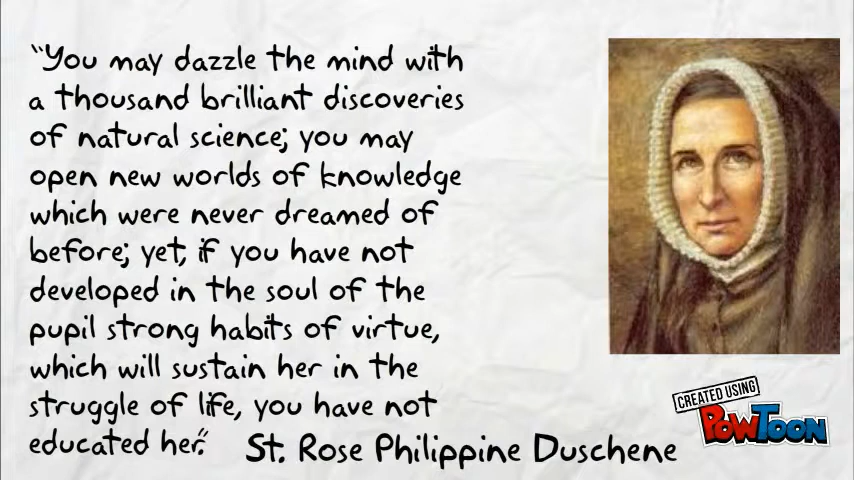 “You may dazzle the mind with
a thousand brilliant discoveries
of natural science; you may
open new worlds of knowledge
which were never dreamed of
before; yet, if you have not
developed in the soul of the
pupil strong habits of virtue,
which will sustain her in the
struggle of life, you have not
educated her.”
St. Rose Philippine Duschene
CREATED USING
POWTOON